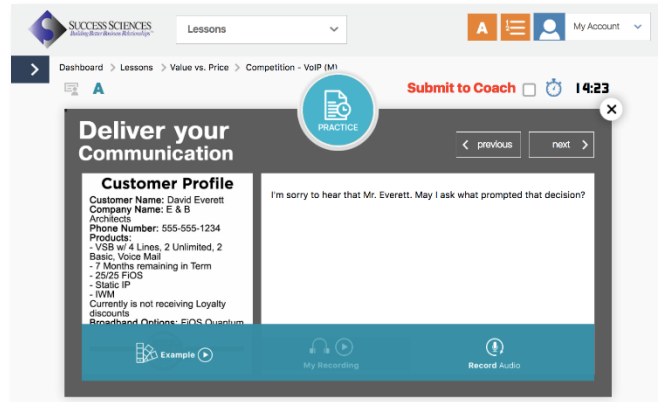 SUCCESS SCIENCES
Building Better Business Relationships™
Lessons
A
My Account
Dashboard > Lessons > Value vs. Price > Competition - VoIP (M)
A
Submit to Coach
14:23
PRACTICE
Deliver your
Communication
previous
next
Customer Profile
Customer Name: David Everett
Company Name: E & B
Architects
Phone Number: 555-555-1234
Products:
- VSB w/ 4 Lines, 2 Unlimited, 2
Basic, Voice Mail
- 7 Months remaining in Term
- 25/25 FiOS
- Static IP
- IWM
Currently is not receiving Loyalty
discounts
Broadband Options: FiOS Quantum
I'm sorry to hear that Mr. Everett. May I ask what prompted that decision?
Example
My Recording
Record Audio